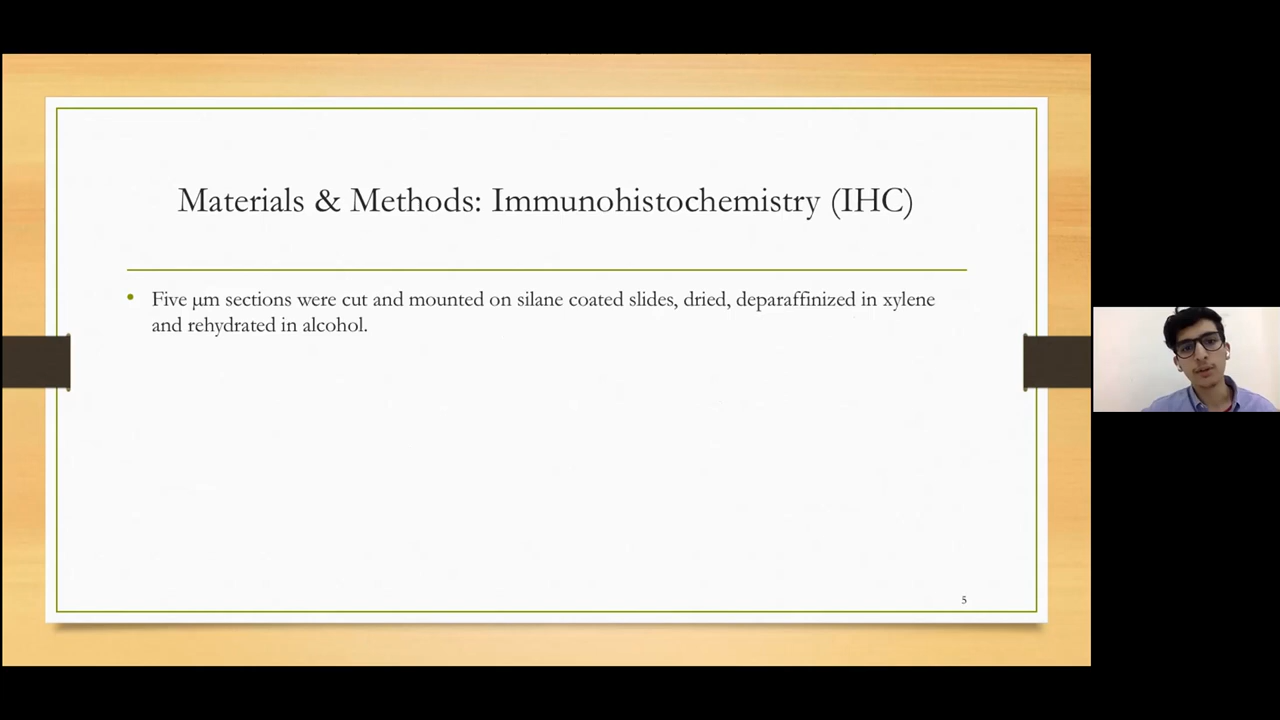 Materials & Methods: Immunohistochemistry (IHC)
• Five μm sections were cut and mounted on silane coated slides, dried, deparaffinized in xylene
and rehydrated in alcohol.
5